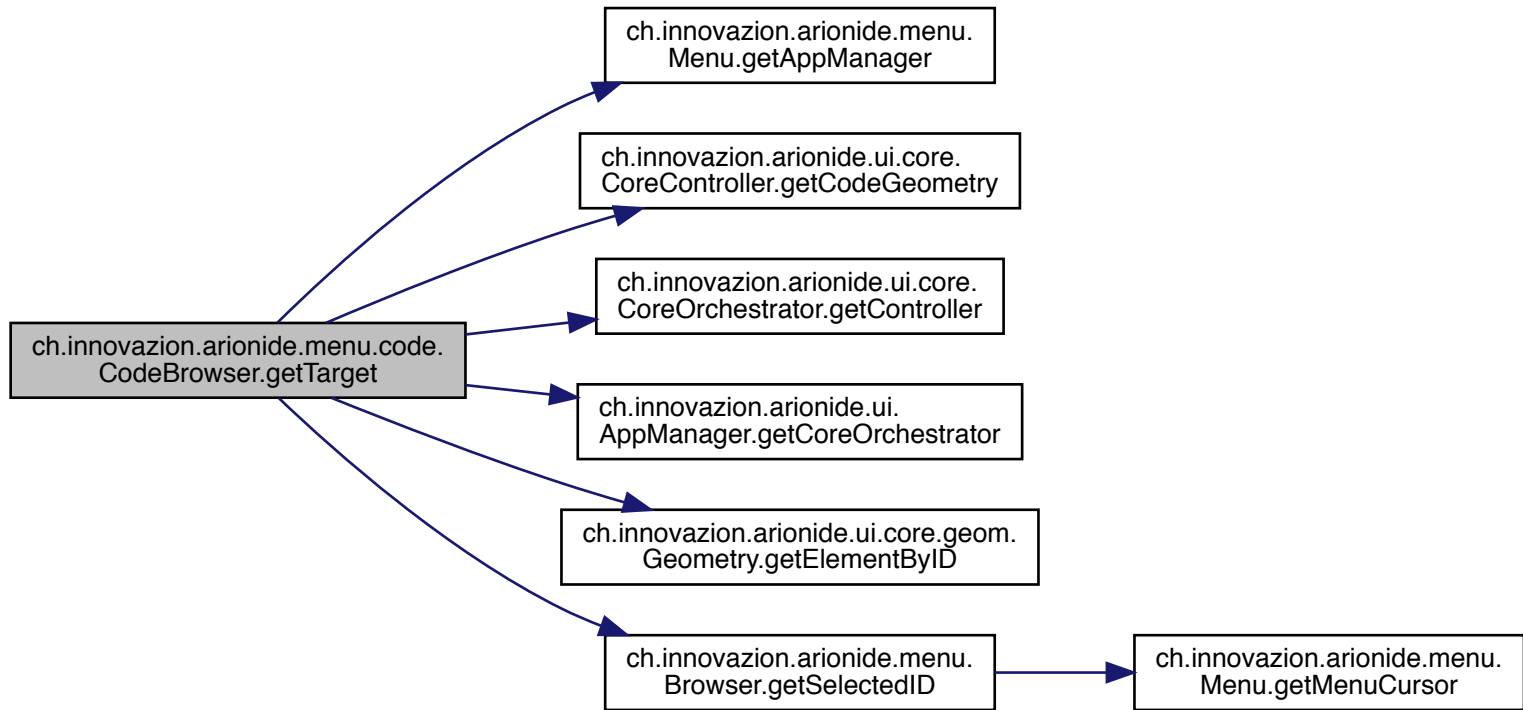 ch.innovazion.arionide.menu.
Menu.getAppManager
ch.innovazion.arionide.ui.core.
CoreController.getCodeGeometry
ch.innovazion.arionide.ui.core.
CoreOrchestrator.getController
ch.innovazion.arionide.menu.code.
CodeBrowser.getTarget
ch.innovazion.arionide.ui.
AppManager.getCoreOrchestrator
ch.innovazion.arionide.ui.core.geom.
Geometry.getElementByID
ch.innovazion.arionide.menu.
Browser.getSelectedID
ch.innovazion.arionide.menu.
Menu.getMenuCursor